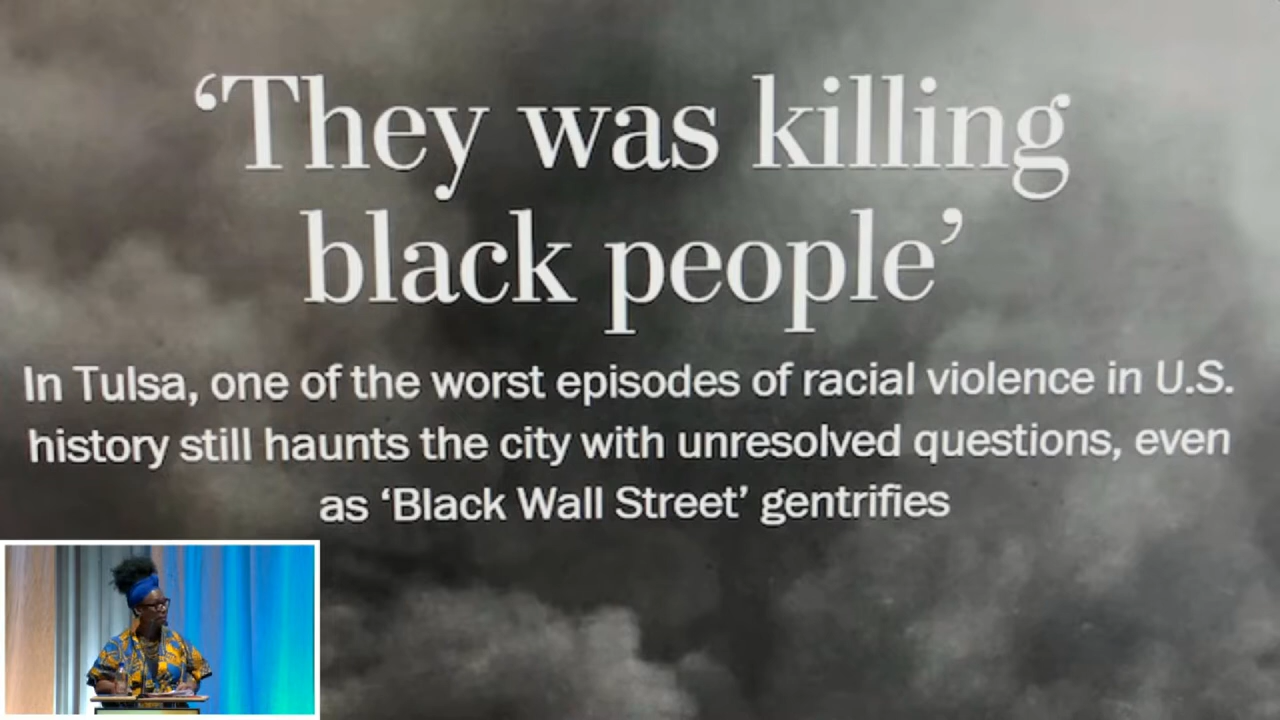 ‘They was killing
black people’
In Tulsa, one of the worst episodes of racial violence in U.S.
history still haunts the city with unresolved questions, even
as ‘Black Wall Street’ gentrifies